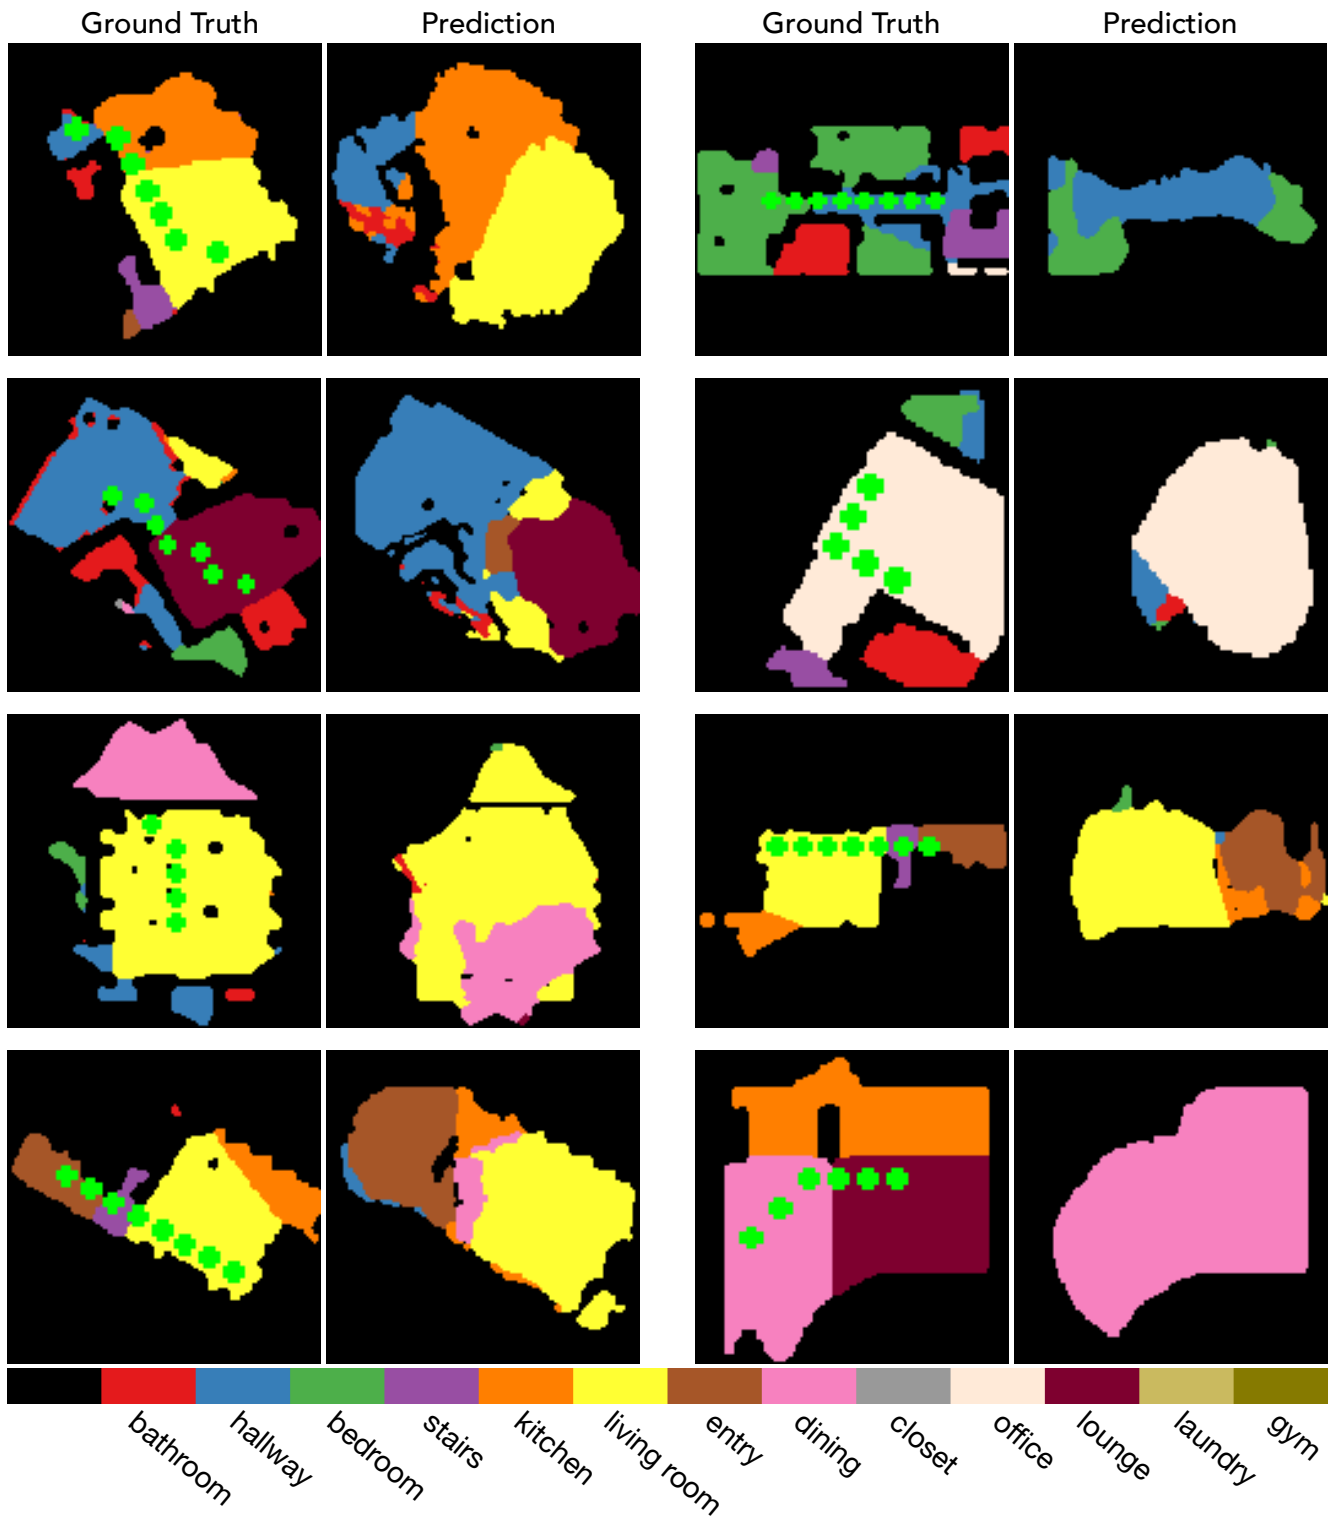 Ground Truth Prediction Ground Truth Prediction
bathroom hallway bedroom stairs kitchen living room entry dining closet office lounge laundry gym